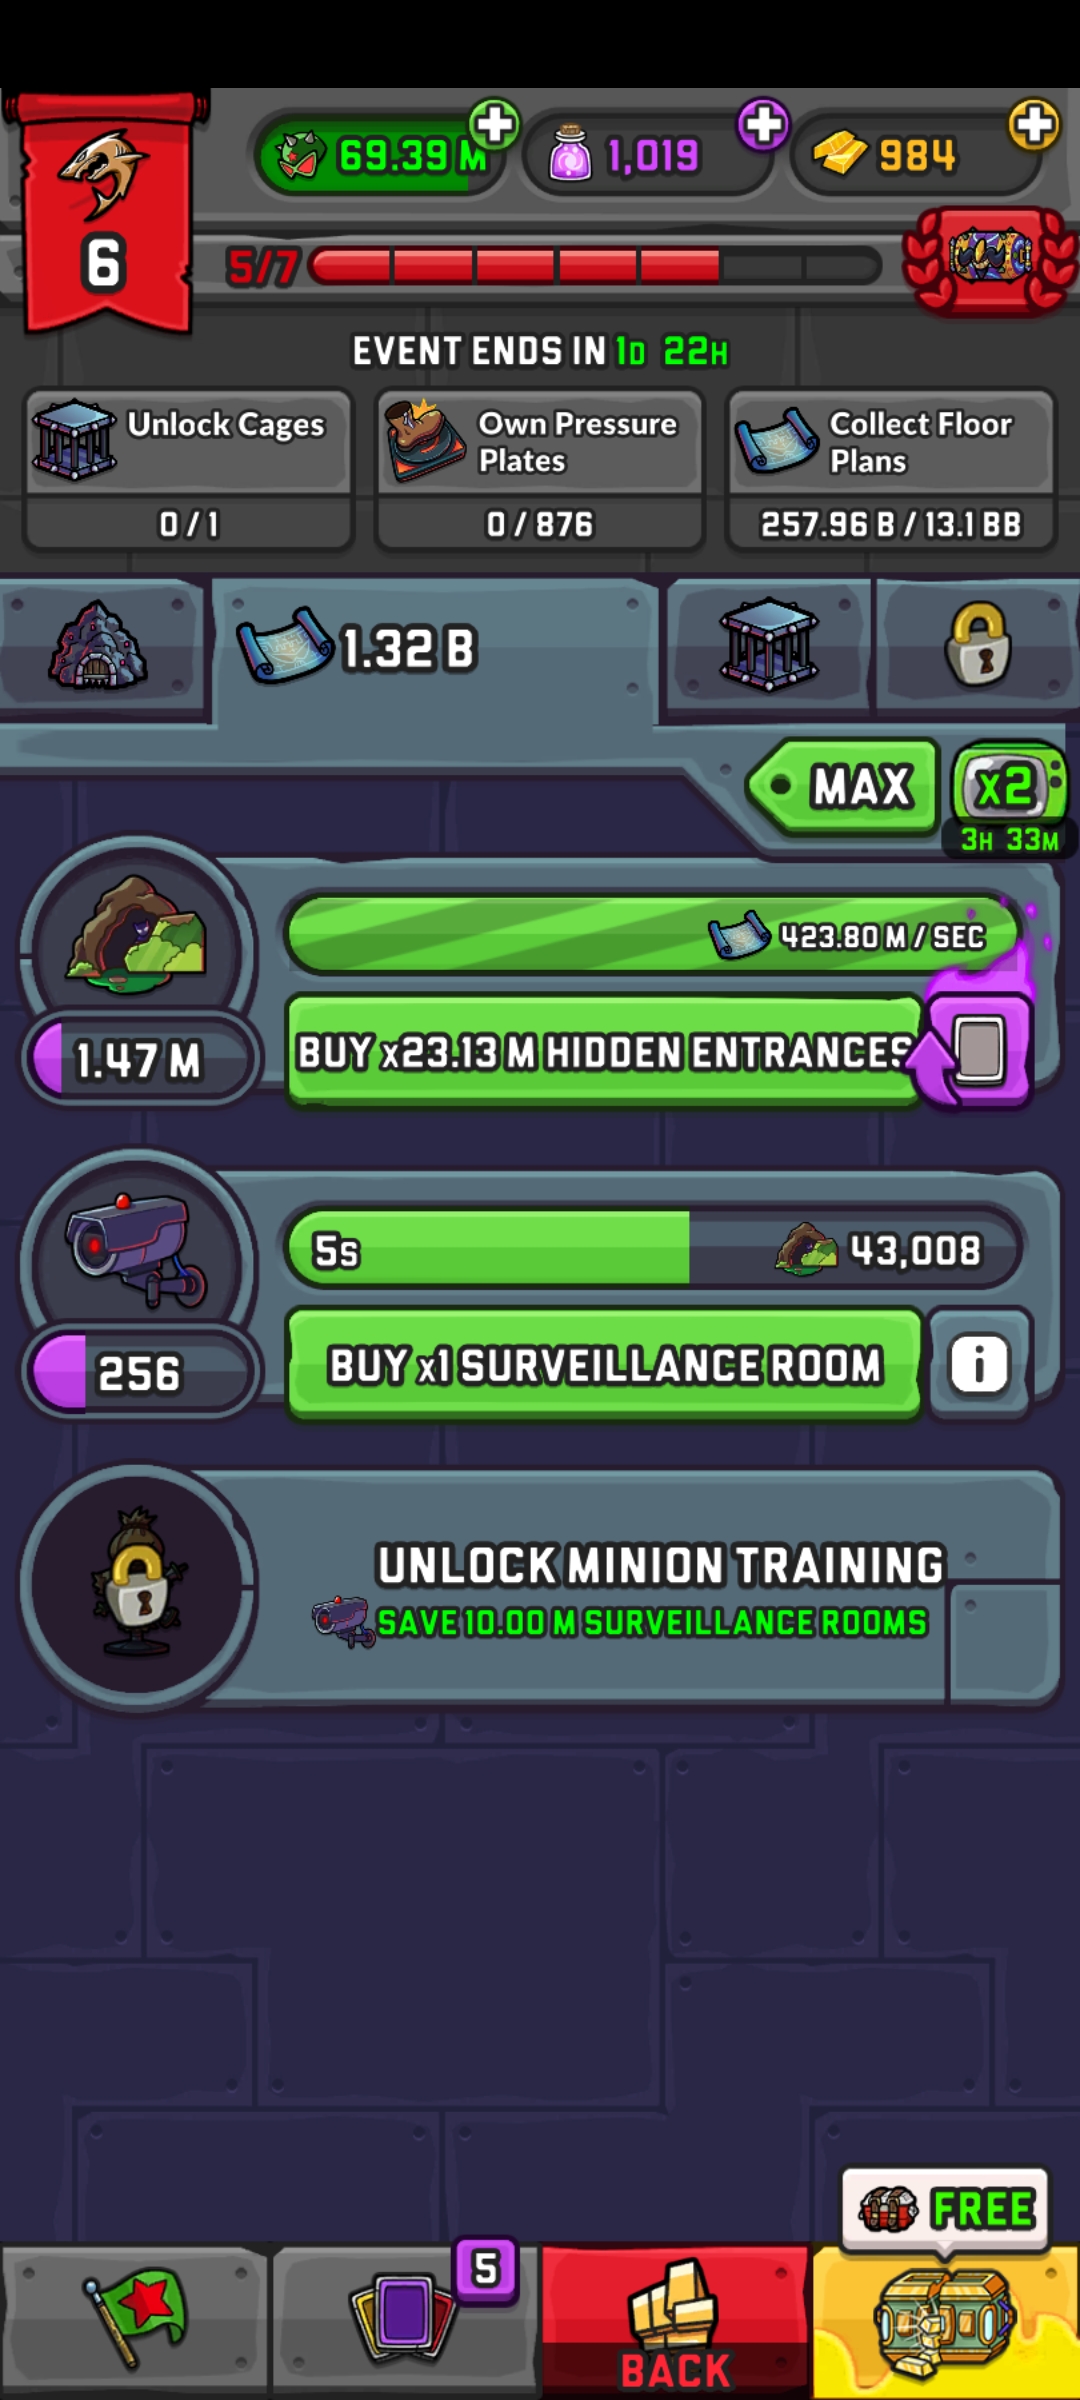 69.39 M
1,019
984
6
5/7
EVENT ENDS IN 1D 22H
Unlock Cages
0 / 1
Own Pressure
Plates
0 / 876
Collect Floor
Plans
257.96 B / 13.1 BB
1.32 B
MAX
x2
3H 33M
423.80 M / SEC
1.47 M
BUY x23.13 M HIDDEN ENTRANCES
5s
43,008
256
BUY x1 SURVEILLANCE ROOM
i
UNLOCK MINION TRAINING
SAVE 10.00 M SURVEILLANCE ROOMS
FREE
5
BACK